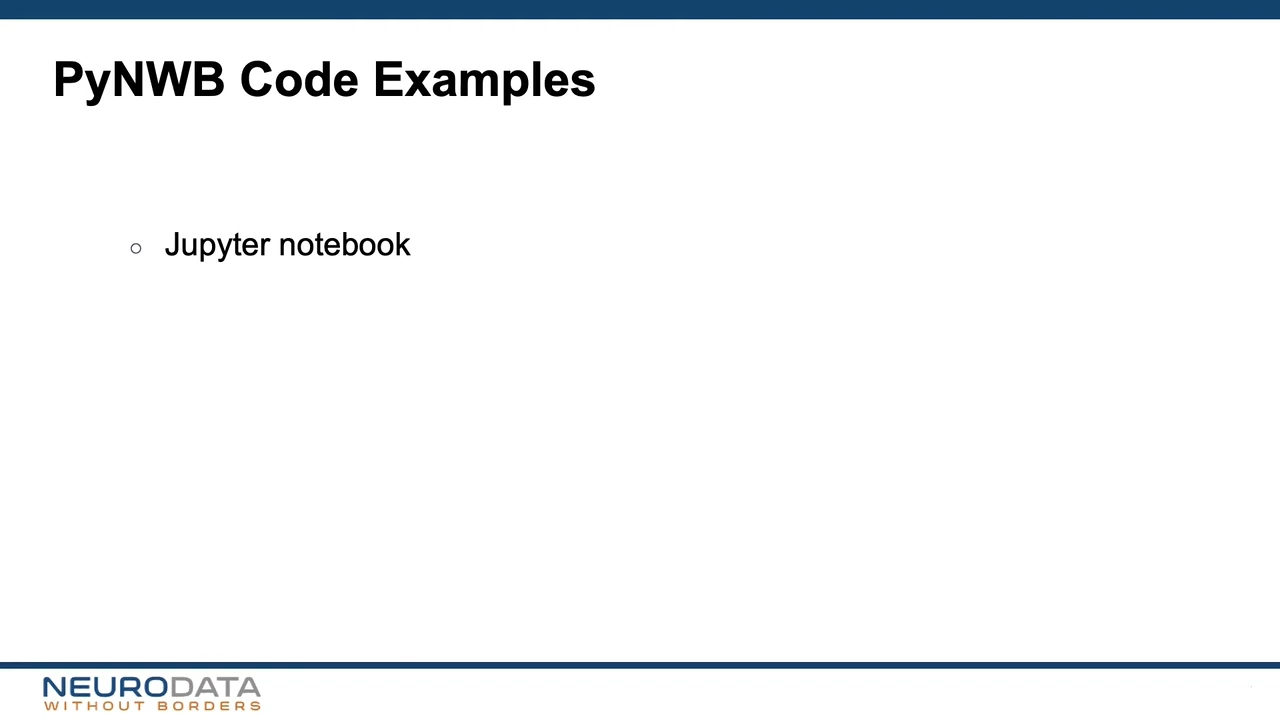 PyNWB Code Examples
○ Jupyter notebook
NEURODATA
WITHOUT BORDERS